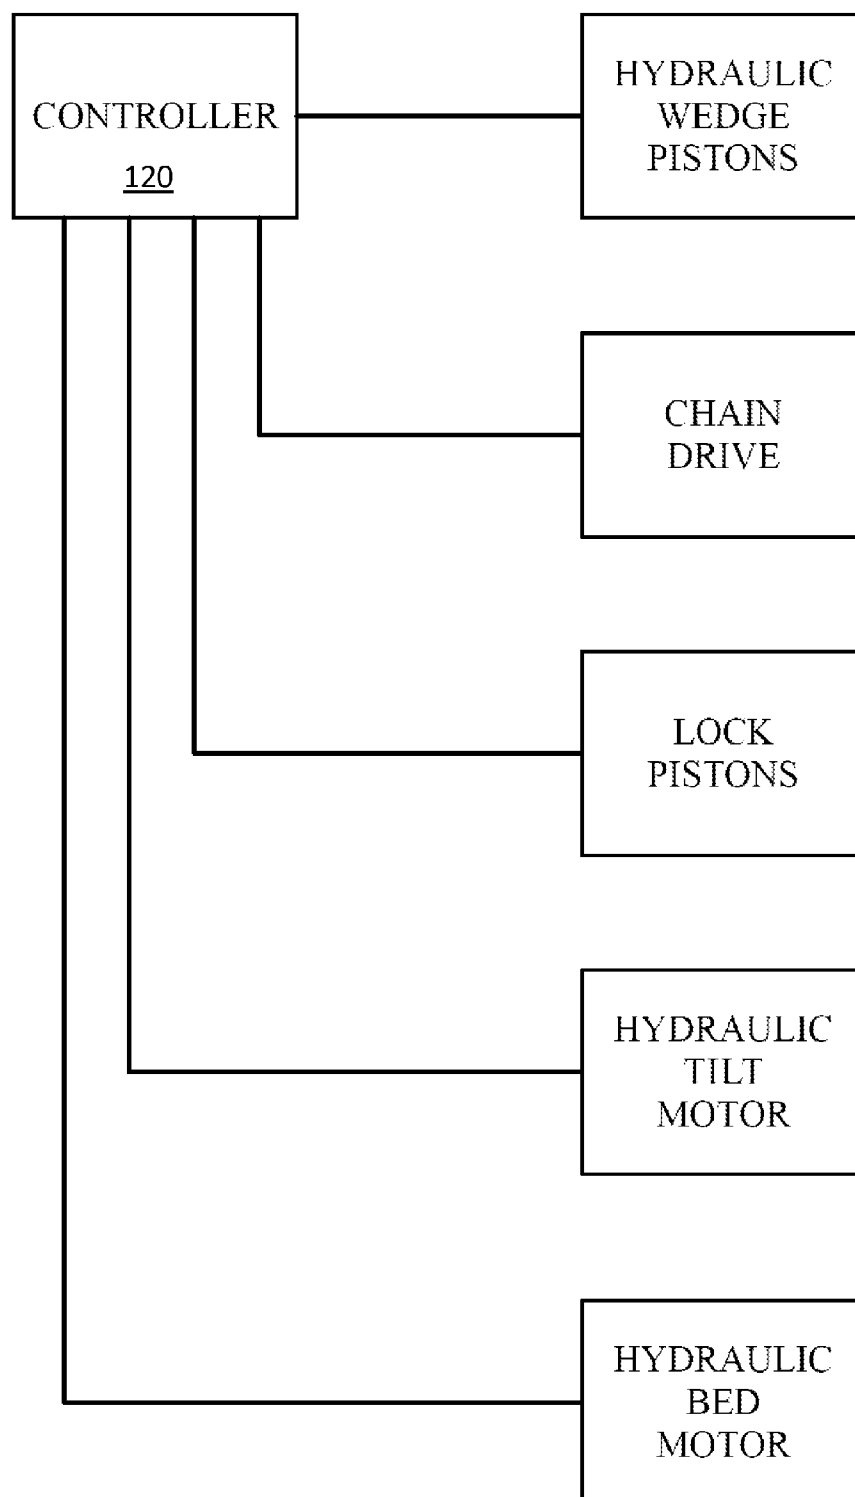 CONTROLLER
120
HYDRAULIC
WEDGE
PISTONS
CHAIN
DRIVE
LOCK
PISTONS
HYDRAULIC
TILT
MOTOR
HYDRAULIC
BED
MOTOR